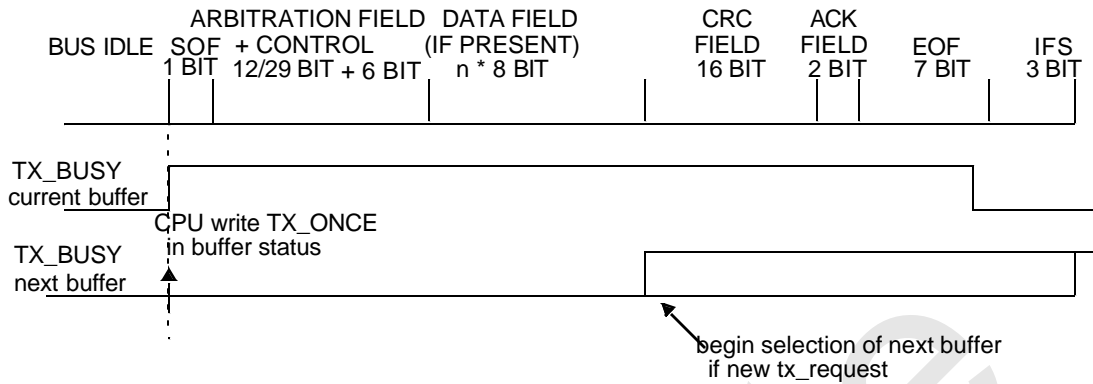 ARBITRATION FIELD DATA FIELD CRC ACK
BUS IDLE SOF + CONTROL (IF PRESENT) FIELD FIELD EOF IFS
1 BIT 12/29 BIT + 6 BIT n * 8 BIT 16 BIT 2 BIT 7 BIT 3 BIT
TX_BUSY
current buffer
CPU write TX_ONCE
in buffer status
TX_BUSY
next buffer
begin selection of next buffer
if new tx_request